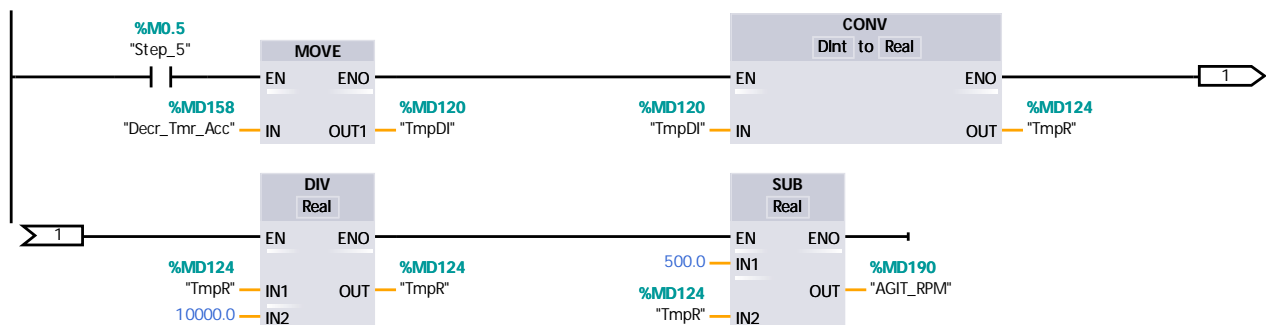 %M0.5
"Step_5"
MOVE
EN ENO
%MD158
"Decr_Tmr_Acc"
IN OUT1
%MD120
"TmpDI"
CONV
DInt to Real
EN ENO
%MD120
"TmpDI"
IN OUT
%MD124
"TmpR"
1
1
DIV
Real
EN ENO
%MD124
"TmpR"
IN1 OUT
%MD124
"TmpR"
10000.0
IN2
SUB
Real
EN ENO
500.0
IN1
%MD124
"TmpR"
IN2
OUT
%MD190
"AGIT_RPM"